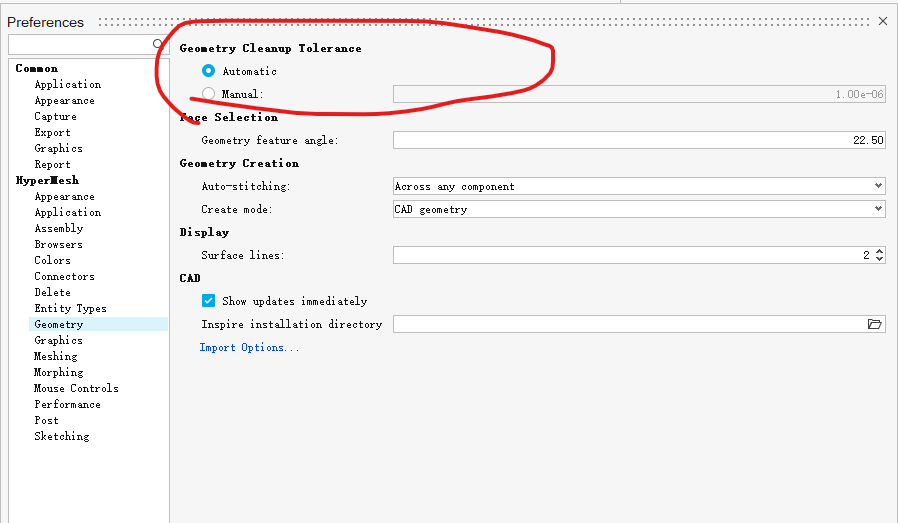 Preferences
Common
Application
Appearance
Capture
Export
Graphics
Report
HyperMesh
Appearance
Application
Assembly
Browsers
Colors
Connectors
Delete
Entity Types
Geometry
Graphics
Meshing
Morphing
Mouse Controls
Performance
Post
Sketching
Geometry Cleanup Tolerance
Automatic
Manual: 1.00e-06
Face Selection
Geometry feature angle: 22.50
Geometry Creation
Auto-stitching: Across any component
Create mode: CAD geometry
Display
Surface lines: 2
CAD
Show updates immediately
Inspire installation directory
Import Options...